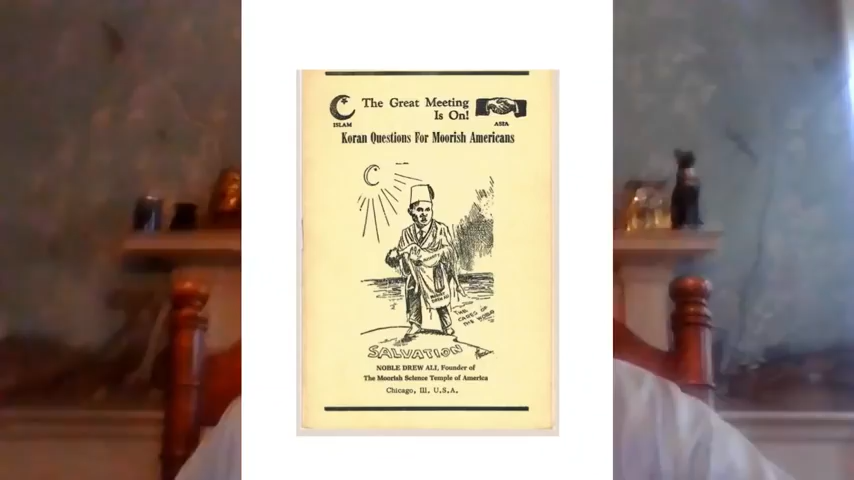 The Great Meeting
Is On!
ISLAM
ASIA
Koran Questions For Moorish Americans
SALVATION
NOBLE DREW ALI, Founder of
The Moorish Science Temple of America
Chicago, Ill. U.S.A.